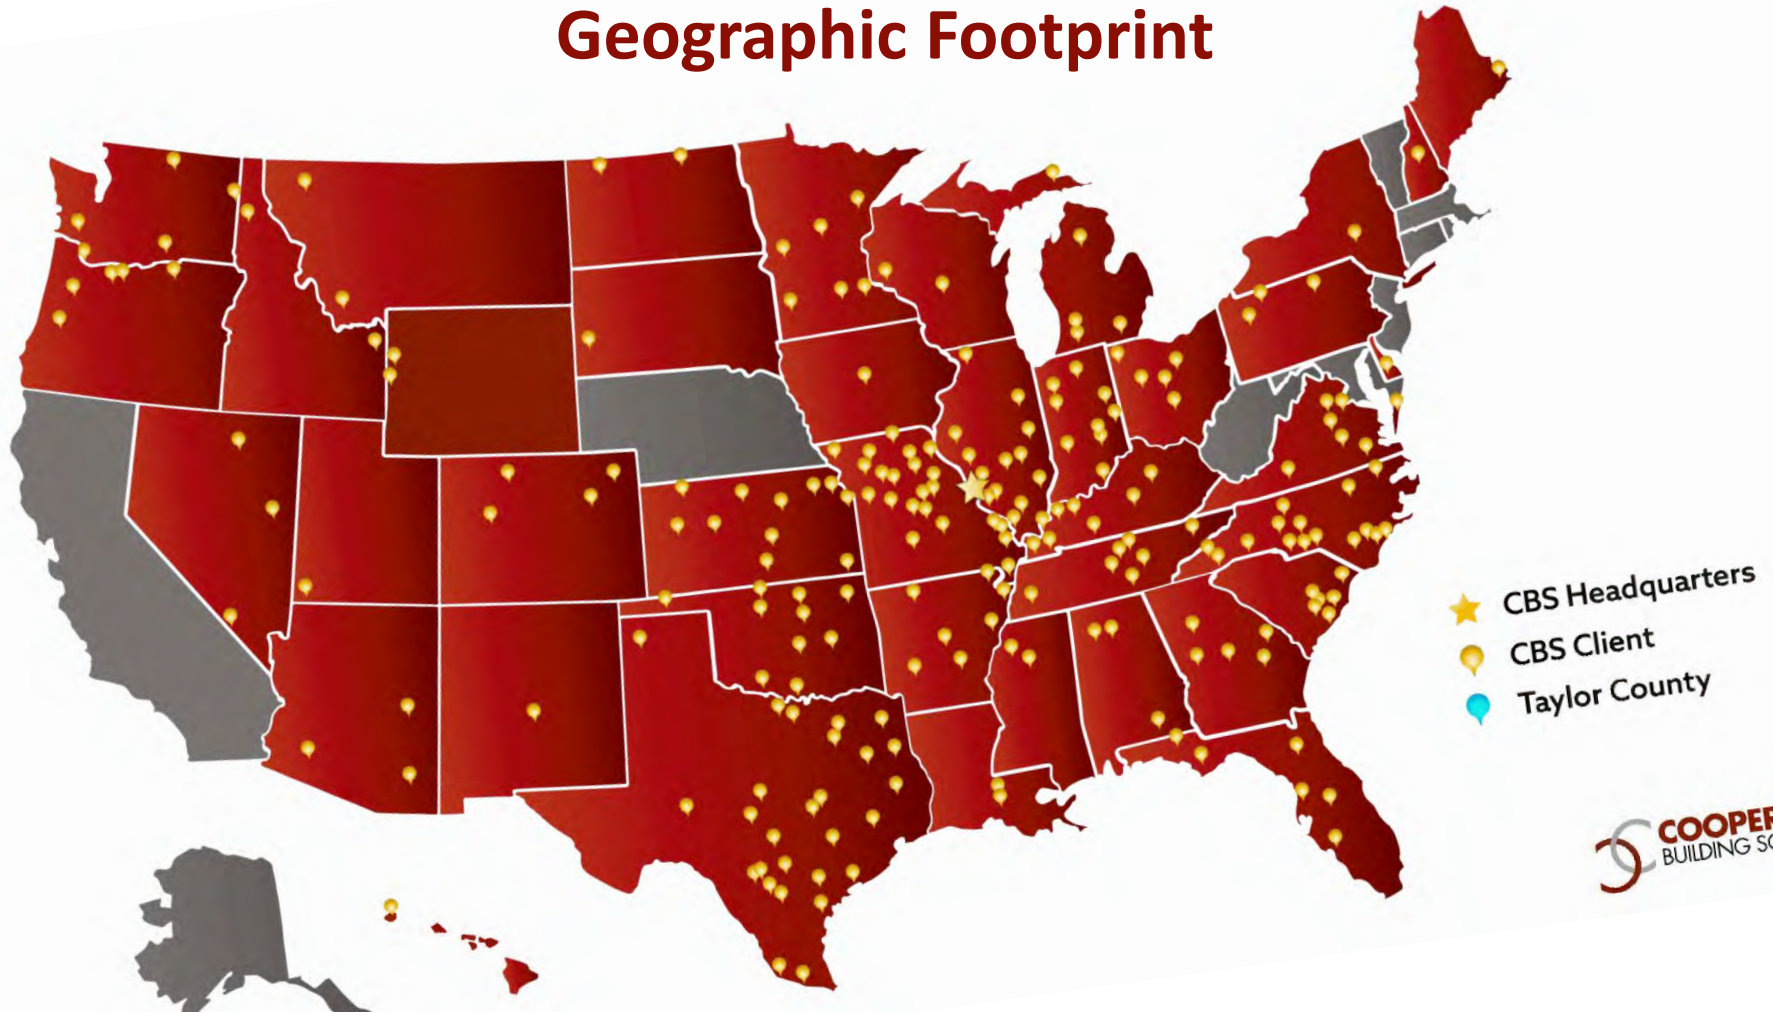 Geographic Footprint
CBS Headquarters
CBS Client
Taylor County
COOPER
BUILDING